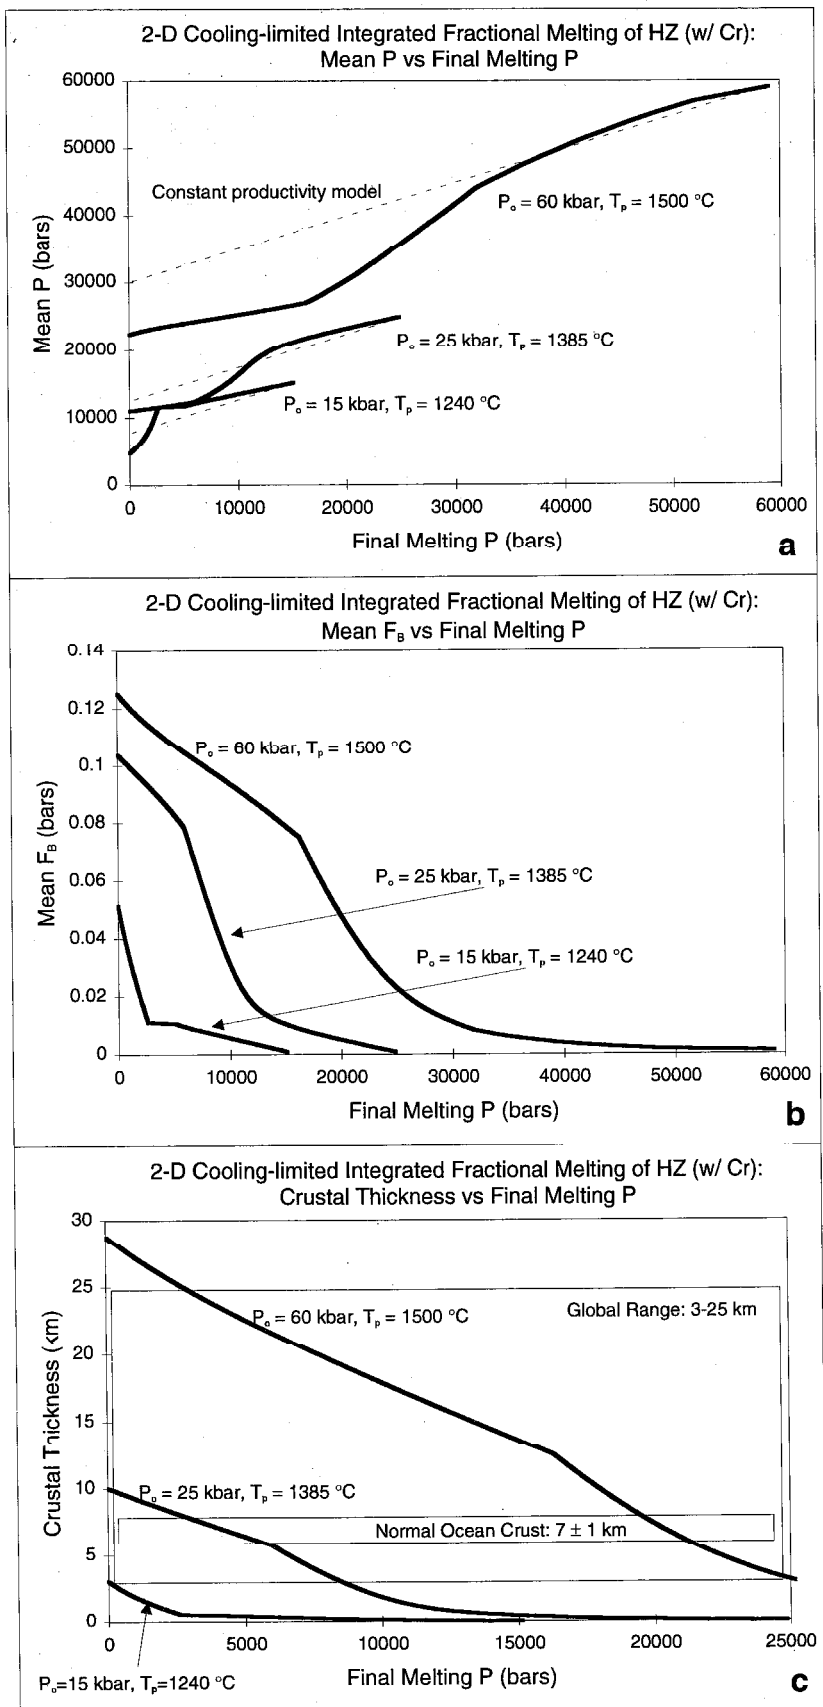 2-D Cooling-limited Integrated Fractional Melting of HZ (w/ Cr):
Mean P vs Final Melting P
60000
50000
40000
30000
20000
10000
0
Mean P (bars)
Constant productivity model
Pₒ = 60 kbar, Tₚ = 1500 °C
Pₒ = 25 kbar, Tₚ = 1385 °C
Pₒ = 15 kbar, Tₚ = 1240 °C
0 10000 20000 30000 40000 50000 60000
Final Melting P (bars)
a
2-D Cooling-limited Integrated Fractional Melting of HZ (w/ Cr):
Mean F_B vs Final Melting P
0.14
0.12
0.1
0.08
0.06
0.04
0.02
0
Mean F_B (bars)
Pₒ = 60 kbar, Tₚ = 1500 °C
Pₒ = 25 kbar, Tₚ = 1385 °C
Pₒ = 15 kbar, Tₚ = 1240 °C
0 10000 20000 30000 40000 50000 60000
Final Melting P (bars)
b
2-D Cooling-limited Integrated Fractional Melting of HZ (w/ Cr):
Crustal Thickness vs Final Melting P
30
25
20
15
10
5
0
Crustal Thickness (km)
Pₒ = 60 kbar, Tₚ = 1500 °C
Global Range: 3-25 km
Pₒ = 25 kbar, Tₚ = 1385 °C
Normal Ocean Crust: 7 ± 1 km
0 5000 10000 15000 20000 25000
Pₒ=15 kbar, Tₚ=1240 °C
Final Melting P (bars)
c